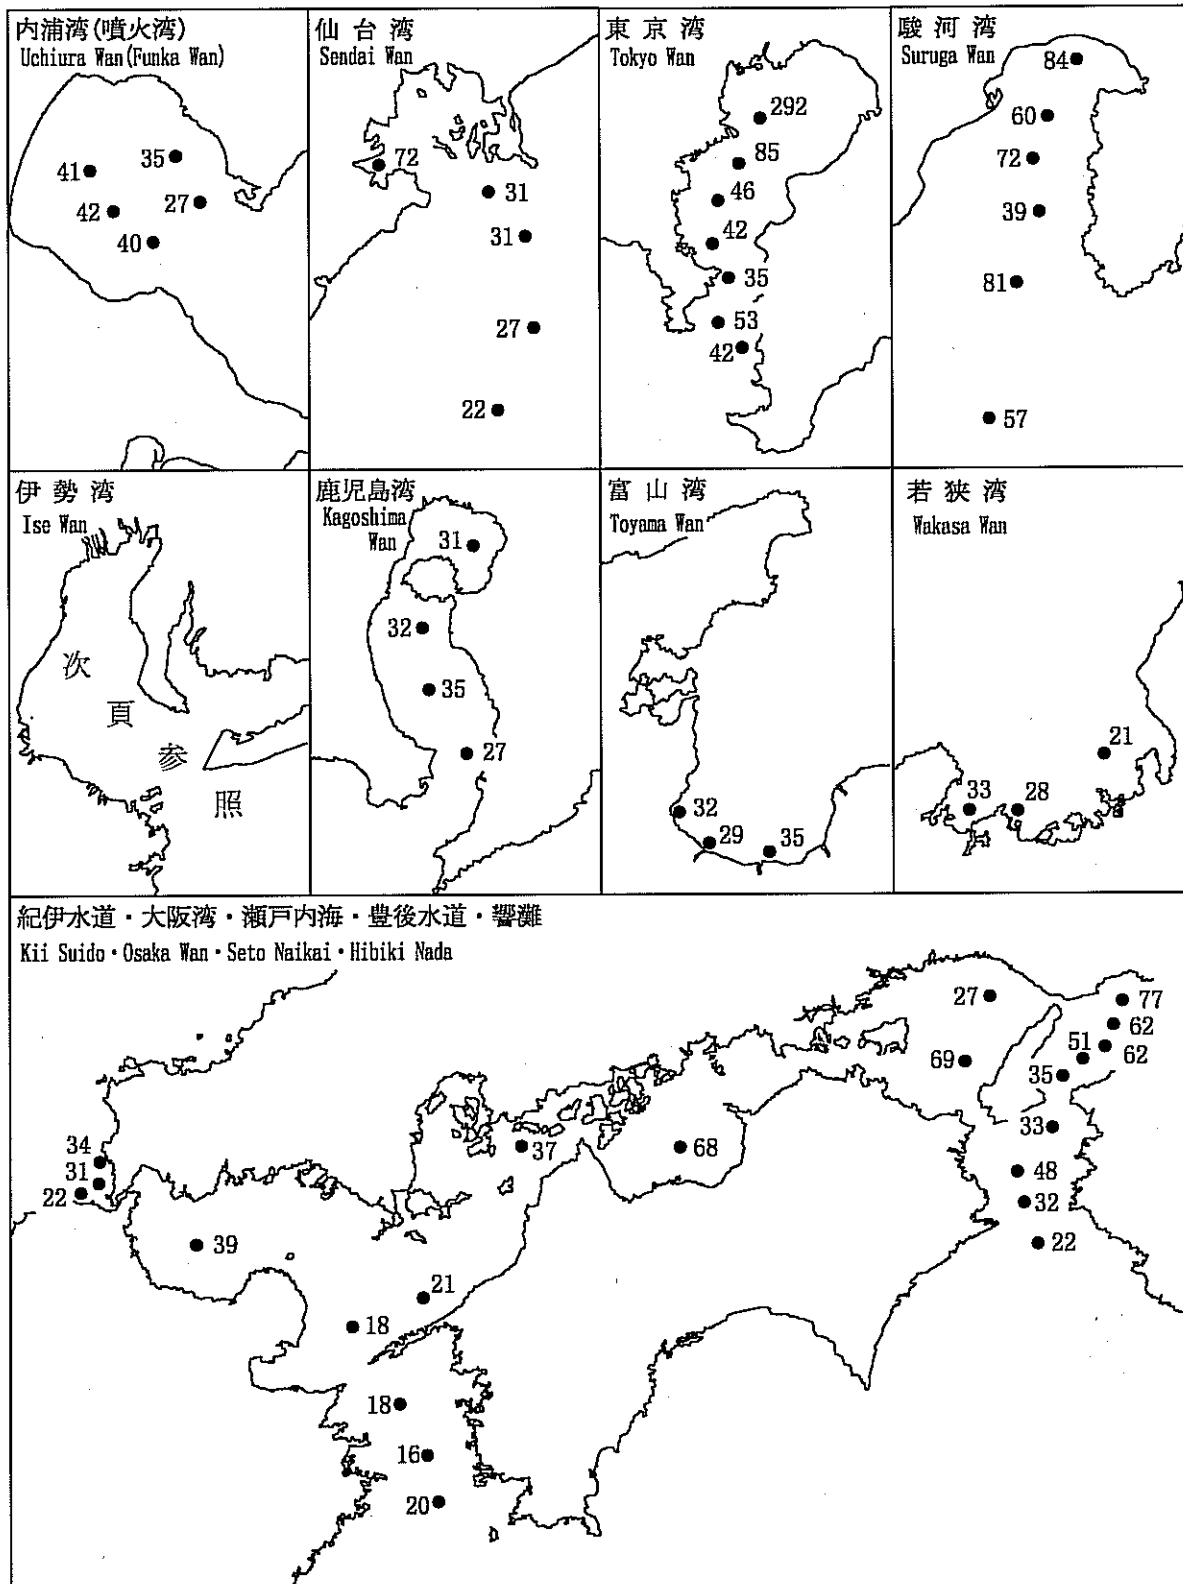 内浦湾(噴火湾)
Uchiura Wan(Funka Wan)
41
35
42
27
40
仙台湾
Sendai Wan
72
31
31
27
22
東京湾
Tokyo Wan
292
85
46
42
35
53
42
駿河湾
Suruga Wan
84
60
72
39
81
57
伊勢湾
Ise Wan
次頁参照
鹿児島湾
Kagoshima
Wan
31
32
35
27
富山湾
Toyama Wan
32
29
35
若狭湾
Wakasa Wan
21
33
28
紀伊水道・大阪湾・瀬戸内海・豊後水道・響灘
Kii Suido・Osaka Wan・Seto Naikai・Hibiki Nada
27
77
62
62
51
69
35
33
34
31
22
37
68
48
32
39
22
21
18
18
16
20